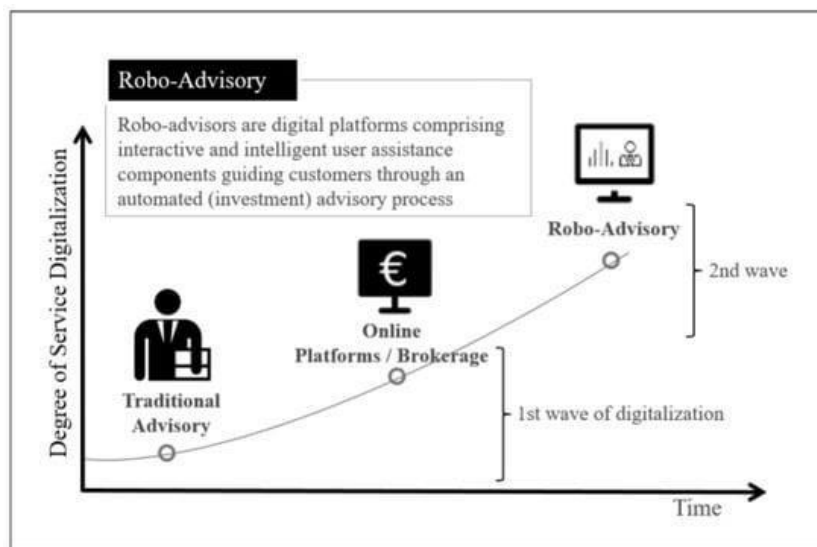 Robo-Advisory
Robo-advisors are digital platforms comprising
interactive and intelligent user assistance
components guiding customers through an
automated (investment) advisory process
Degree of Service Digitalization
Robo-Advisory
2nd wave
€
Online
Platforms / Brokerage
1st wave of digitalization
Traditional
Advisory
Time